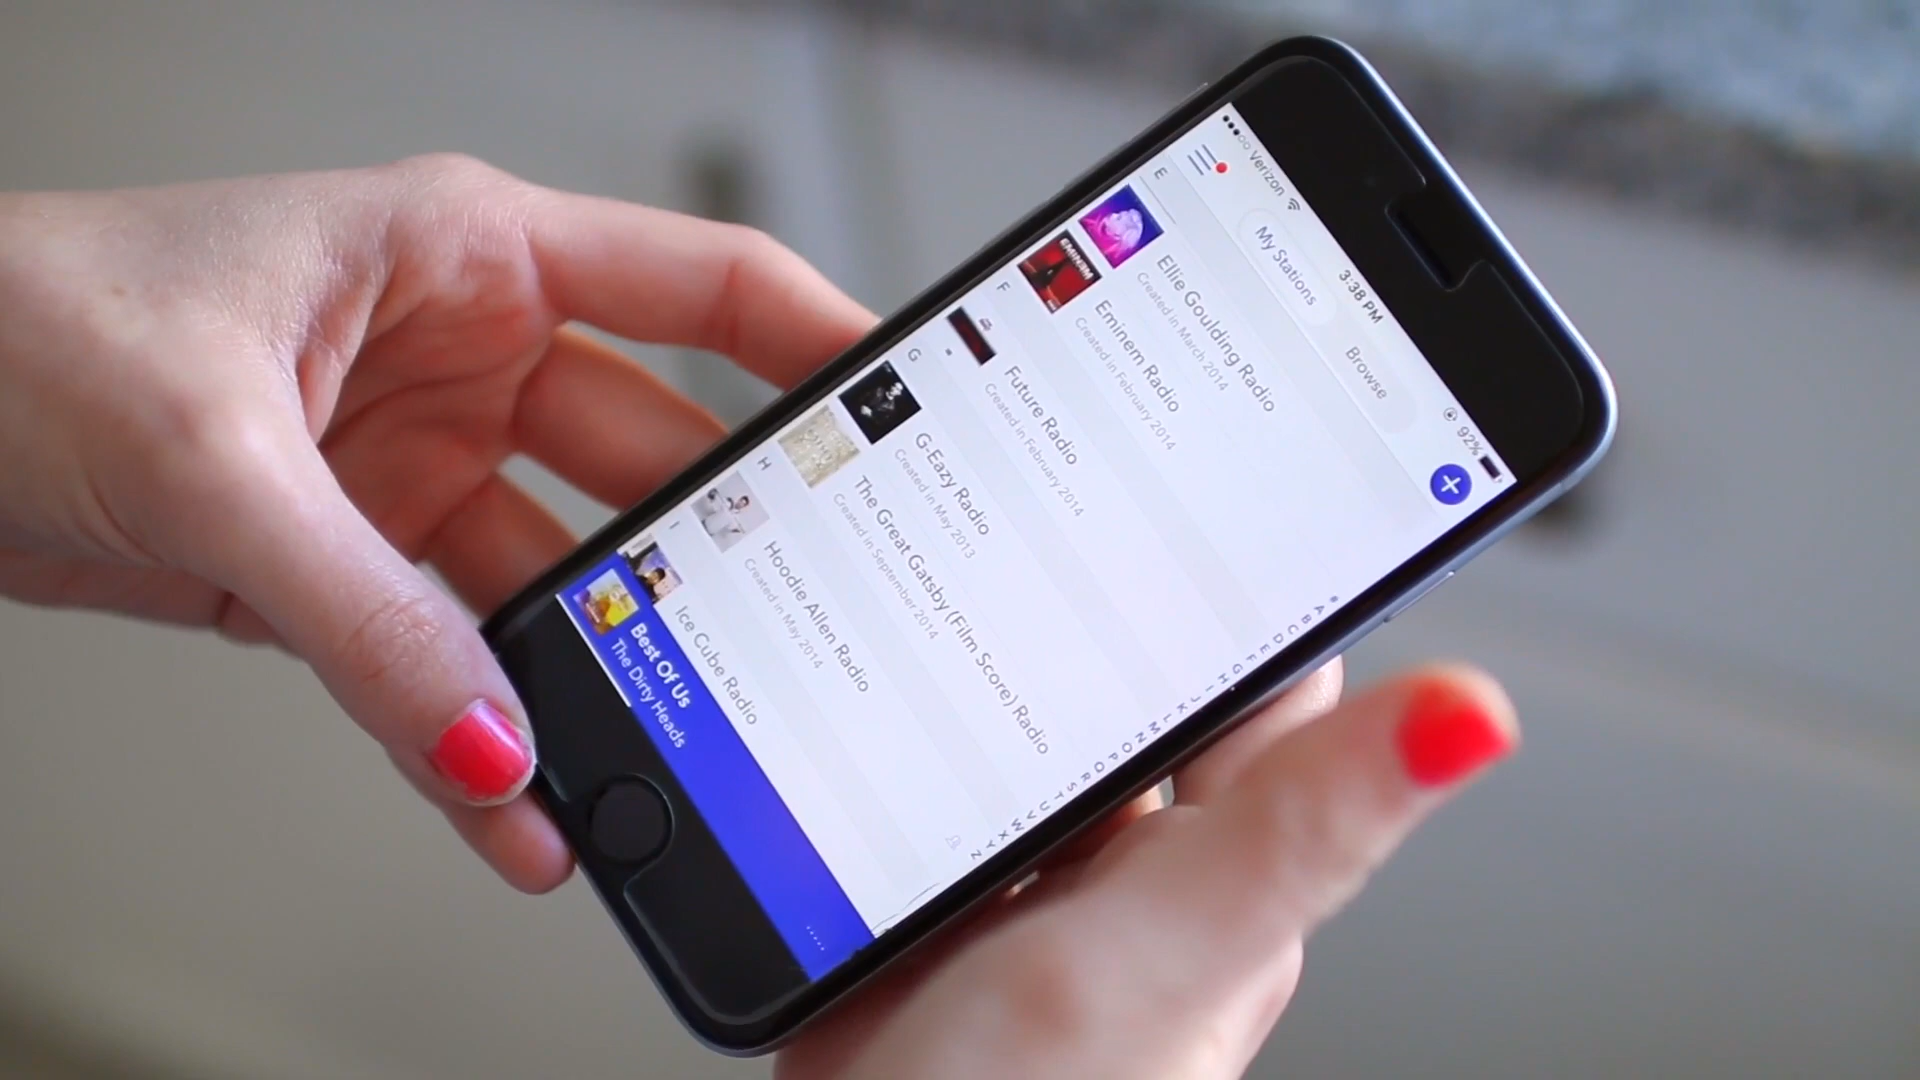 Verizon
3:38 PM
92%
My Stations
Browse
E
Ellie Goulding Radio
Created in March 2014
EMINEM
Eminem Radio
Created in February 2014
F
Future Radio
Created in February 2014
G
G-Eazy Radio
Created in May 2013
The Great Gatsby (Film Score) Radio
Created in September 2014
H
Hoodie Allen Radio
Created in May 2014
I
Ice Cube Radio
Best Of Us
The Dirty Heads
#
A
B
C
D
E
F
G
H
I
J
K
L
M
N
O
P
Q
R
S
T
U
V
W
X
Y
Z